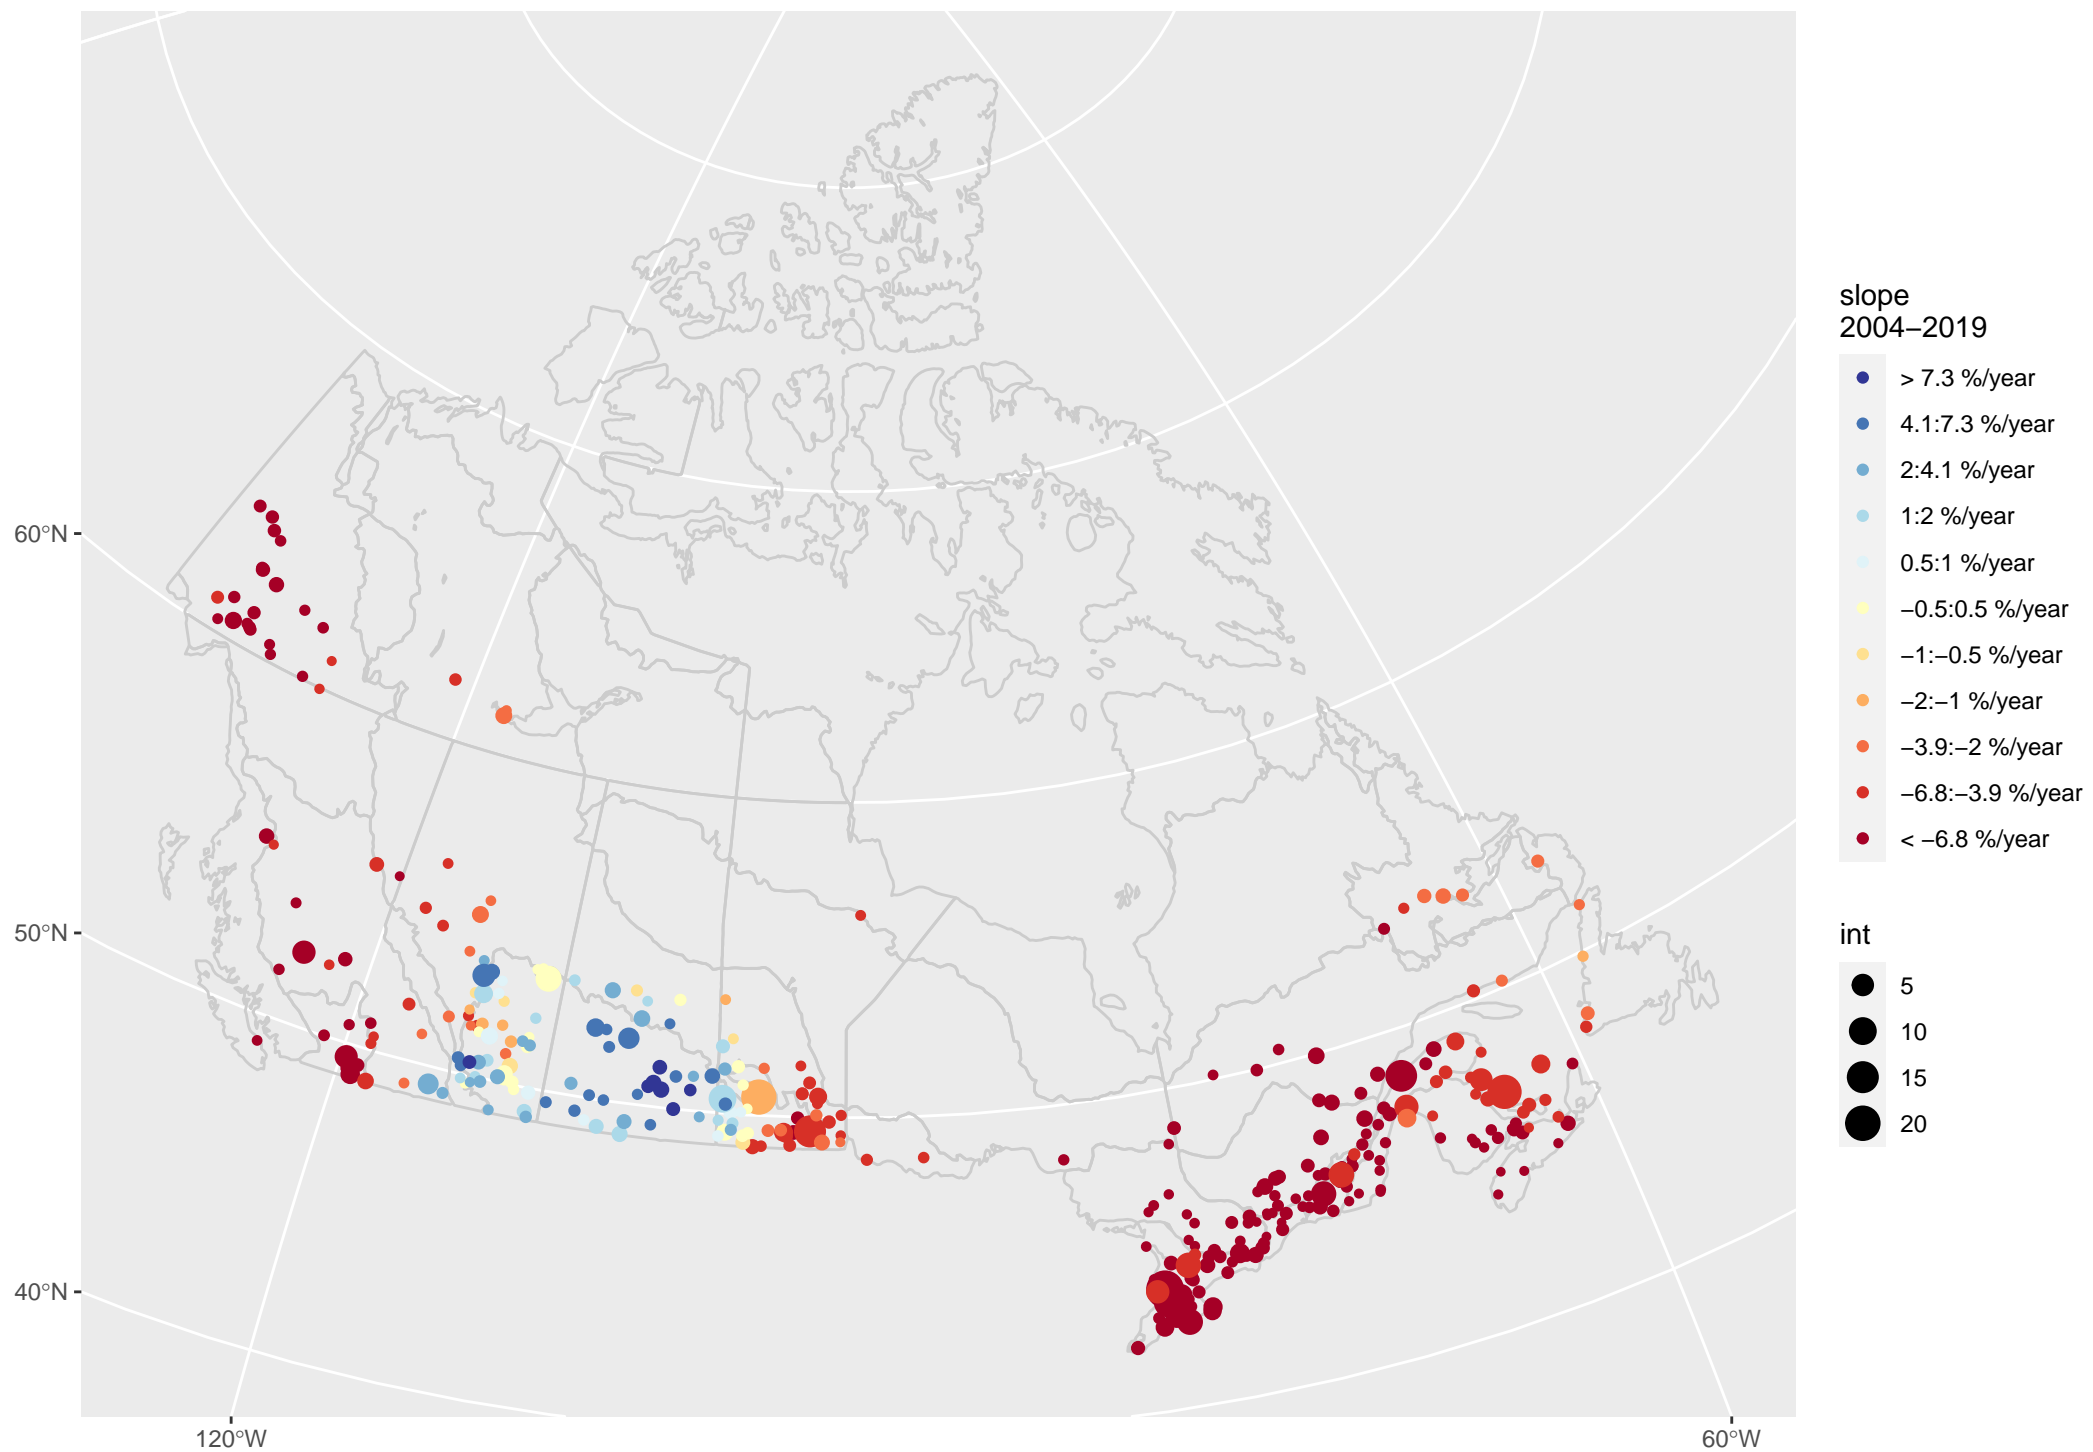 60°N
50°N
40°N
120°W
60°W
slope
2004−2019
> 7.3 %/year
4.1:7.3 %/year
2:4.1 %/year
1:2 %/year
0.5:1 %/year
−0.5:0.5 %/year
−1:−0.5 %/year
−2:−1 %/year
−3.9:−2 %/year
−6.8:−3.9 %/year
< −6.8 %/year
int
5
10
15
20